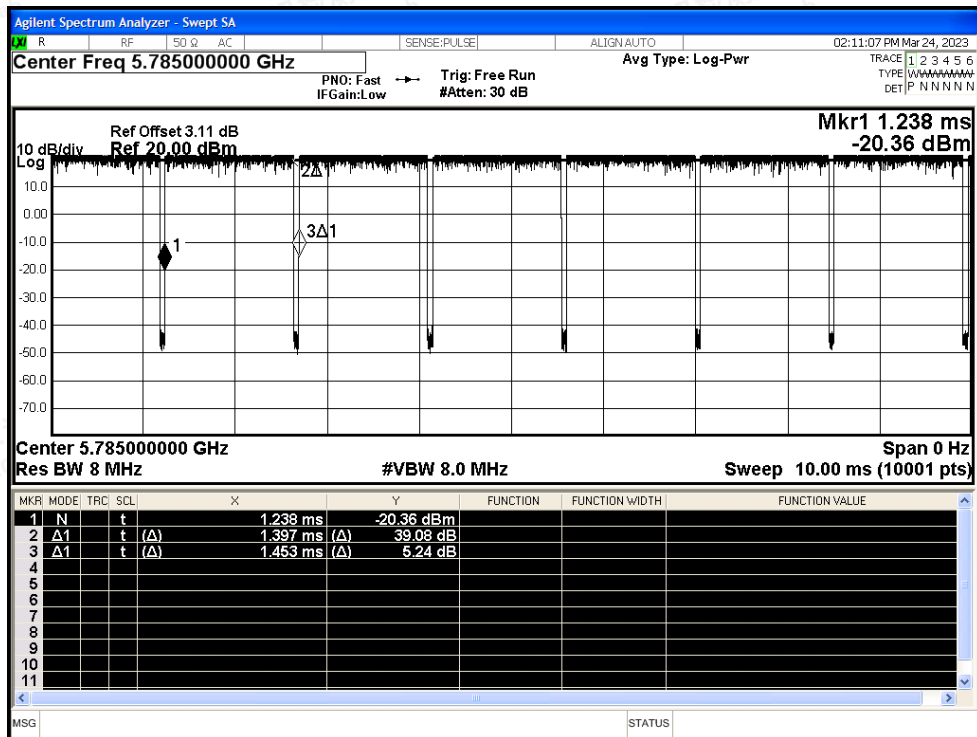 Agilent Spectrum Analyzer - Swept SA
LXI R RF 50 Ω AC SENSE:PULSE ALIGN AUTO 02:11:07 PM Mar 24, 2023
Center Freq 5.785000000 GHz Avg Type: Log-Pwr TRACE 1 2 3 4 5 6
PNO: Fast Trig: Free Run TYPE WWWWWW
IFGain:Low #Atten: 30 dB DET P N N N N N
Mkr1 1.238 ms
Ref Offset 3.11 dB
10 dB/div Ref 20.00 dBm -20.36 dBm
Log
2Δ1
10.0
0.00
3Δ1
-10.0
1
-20.0
-30.0
-40.0
-50.0
-60.0
-70.0
Center 5.785000000 GHz Span 0 Hz
Res BW 8 MHz #VBW 8.0 MHz Sweep 10.00 ms (10001 pts)
MKR MODE TRC SCL X Y FUNCTION FUNCTION WIDTH FUNCTION VALUE
1 N t 1.238 ms -20.36 dBm
2 Δ1 t (Δ) 1.397 ms (Δ) 39.08 dB
3 Δ1 t (Δ) 1.453 ms (Δ) 5.24 dB
4
5
6
7
8
9
10
11
MSG STATUS